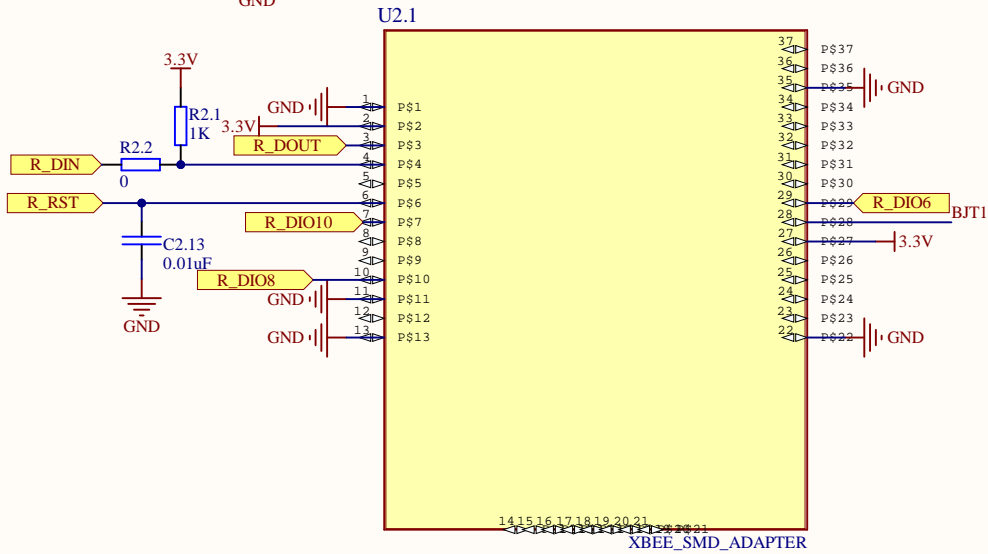 GND
U2.1
3.3V
R2.1
1K
R2.2
0
R_DIN
R_RST
C2.13
0.01uF
GND
GND
3.3V
R_DOUT
R_DIO10
R_DIO8
GND
GND
1 P$1
2 P$2
3 P$3
4 P$4
5 P$5
6 P$6
7 P$7
8 P$8
9 P$9
10 P$10
11 P$11
12 P$12
13 P$13
37 P$37
36 P$36
35 P$35 GND
34 P$34
33 P$33
32 P$32
31 P$31
30 P$30
29 P$29 R_DIO6
28 P$28 BJT1
27 P$27 3.3V
26 P$26
25 P$25
24 P$24
23 P$23
22 P$22 GND
14 15 16 17 18 19 20 21
XBEE_SMD_ADAPTER